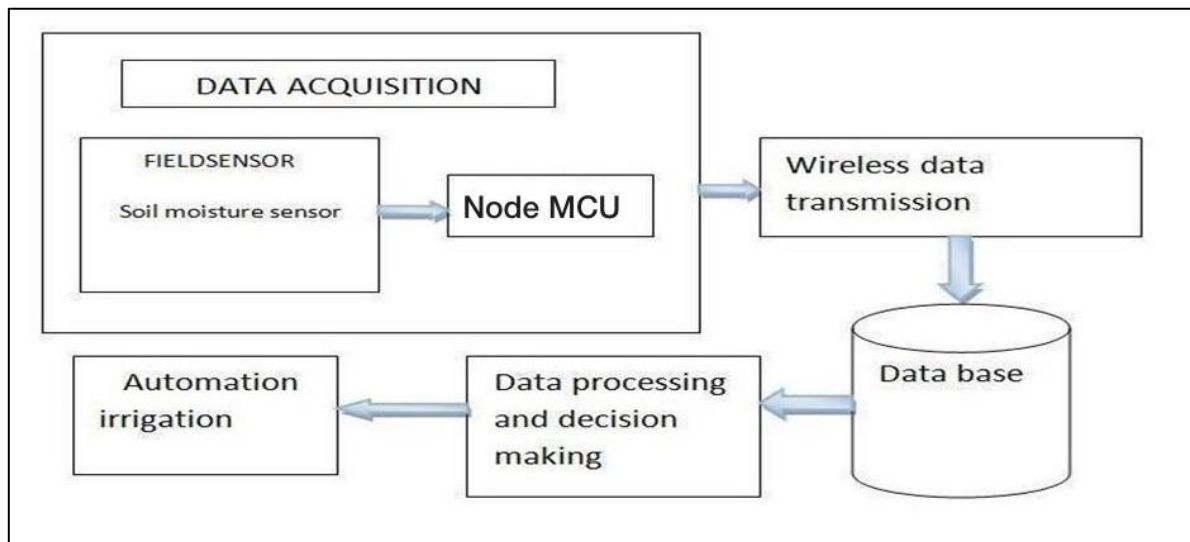 DATA ACQUISITION
FIELDSENSOR
Soil moisture sensor
Node MCU
Wireless data
transmission
Data base
Data processing
and decision
making
Automation
irrigation